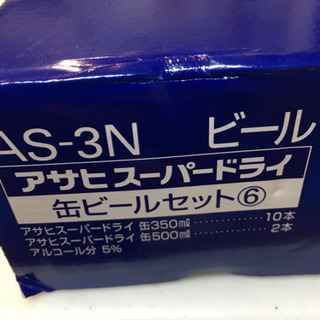 AS-3N ビール
アサヒスーパードライ
缶ビールセット⑥
アサヒスーパードライ 缶350㎖…………10本
アサヒスーパードライ 缶500㎖…………2本
アルコール分 5%